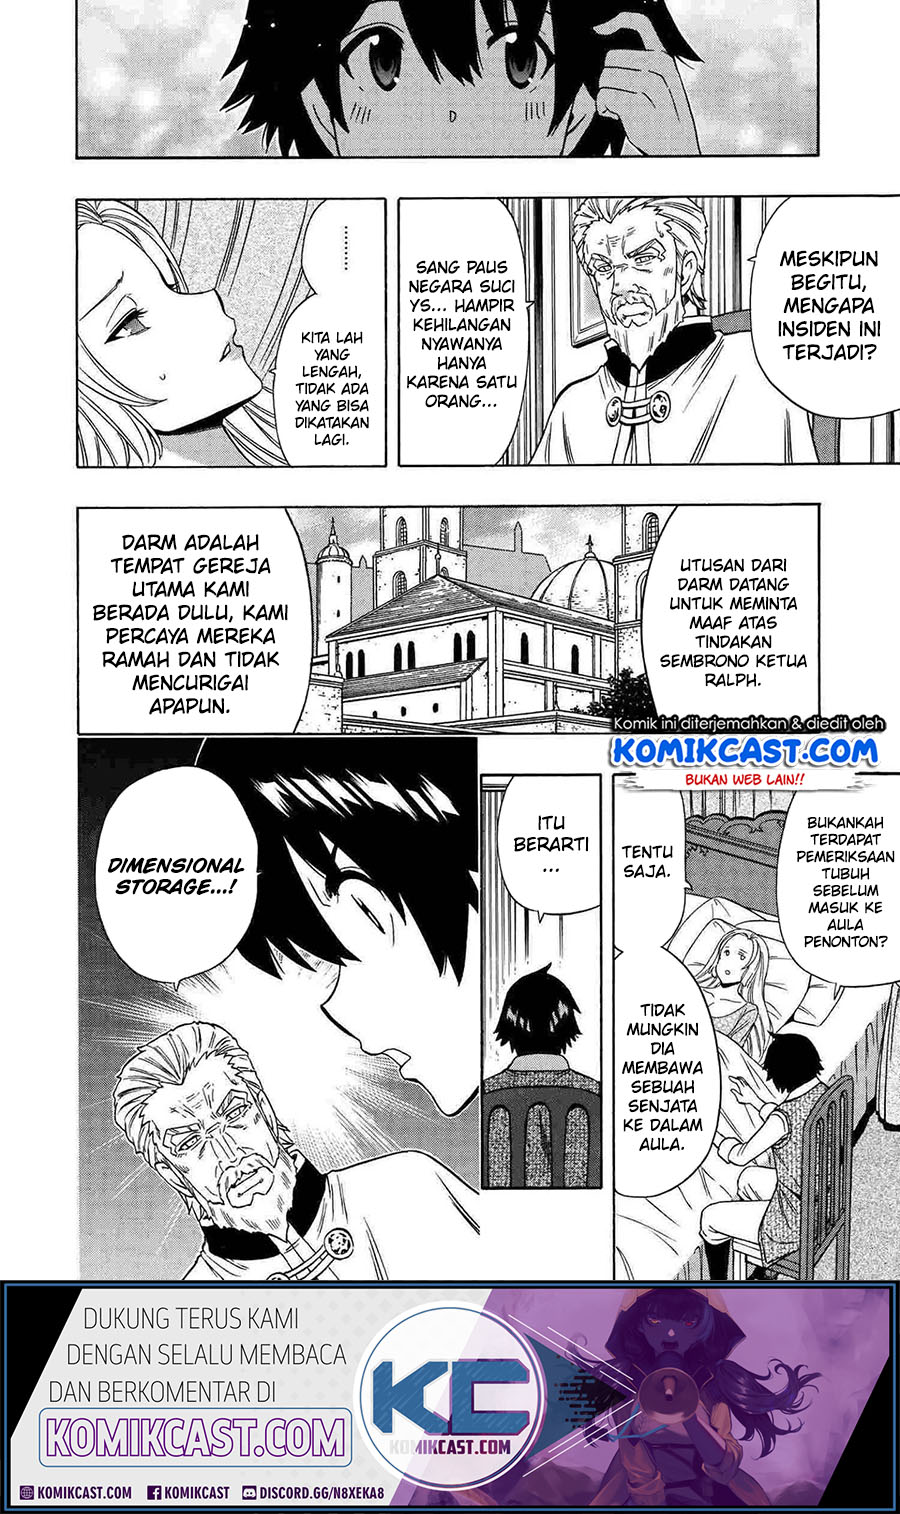 MESKIPUN
BEGITU,
MENGAPA
INSIDEN INI
TERJADI?
SANG PAUS
NEGARA SUCI
YS... HAMPIR
KEHILANGAN
NYAWANYA
HANYA
KARENA SATU
ORANG...
..........
KITA LAH
YANG
LENGAH,
TIDAK ADA
YANG BISA
DIKATAKAN
LAGI.
UTUSAN DARI
DARM DATANG
UNTUK MEMINTA
MAAF ATAS
TINDAKAN
SEMBRONO KETUA
RALPH.
DARM ADALAH
TEMPAT GEREJA
UTAMA KAMI
BERADA DULU, KAMI
PERCAYA MEREKA
RAMAH DAN TIDAK
MENCURIGAI
APAPUN.
Komik ini diterjemahkan & diedit oleh
KOMIKCAST.COM
BUKAN WEB LAIN!!
BUKANKAH
TERDAPAT
PEMERIKSAAN
TUBUH
SEBELUM
MASUK KE
AULA
PENONTON?
TENTU
SAJA.
TIDAK
MUNGKIN
DIA
MEMBAWA
SEBUAH
SENJATA
KE DALAM
AULA.
ITU
BERARTI
...
DIMENSIONAL
STORAGE...!
DUKUNG TERUS KAMI
DENGAN SELALU MEMBACA
DAN BERKOMENTAR DI
KOMIKCAST.COM
KC
KOMIKCAST.COM
KOMIKCAST.COM
KOMIKCAST
DISCORD.GG/N8XEKA8